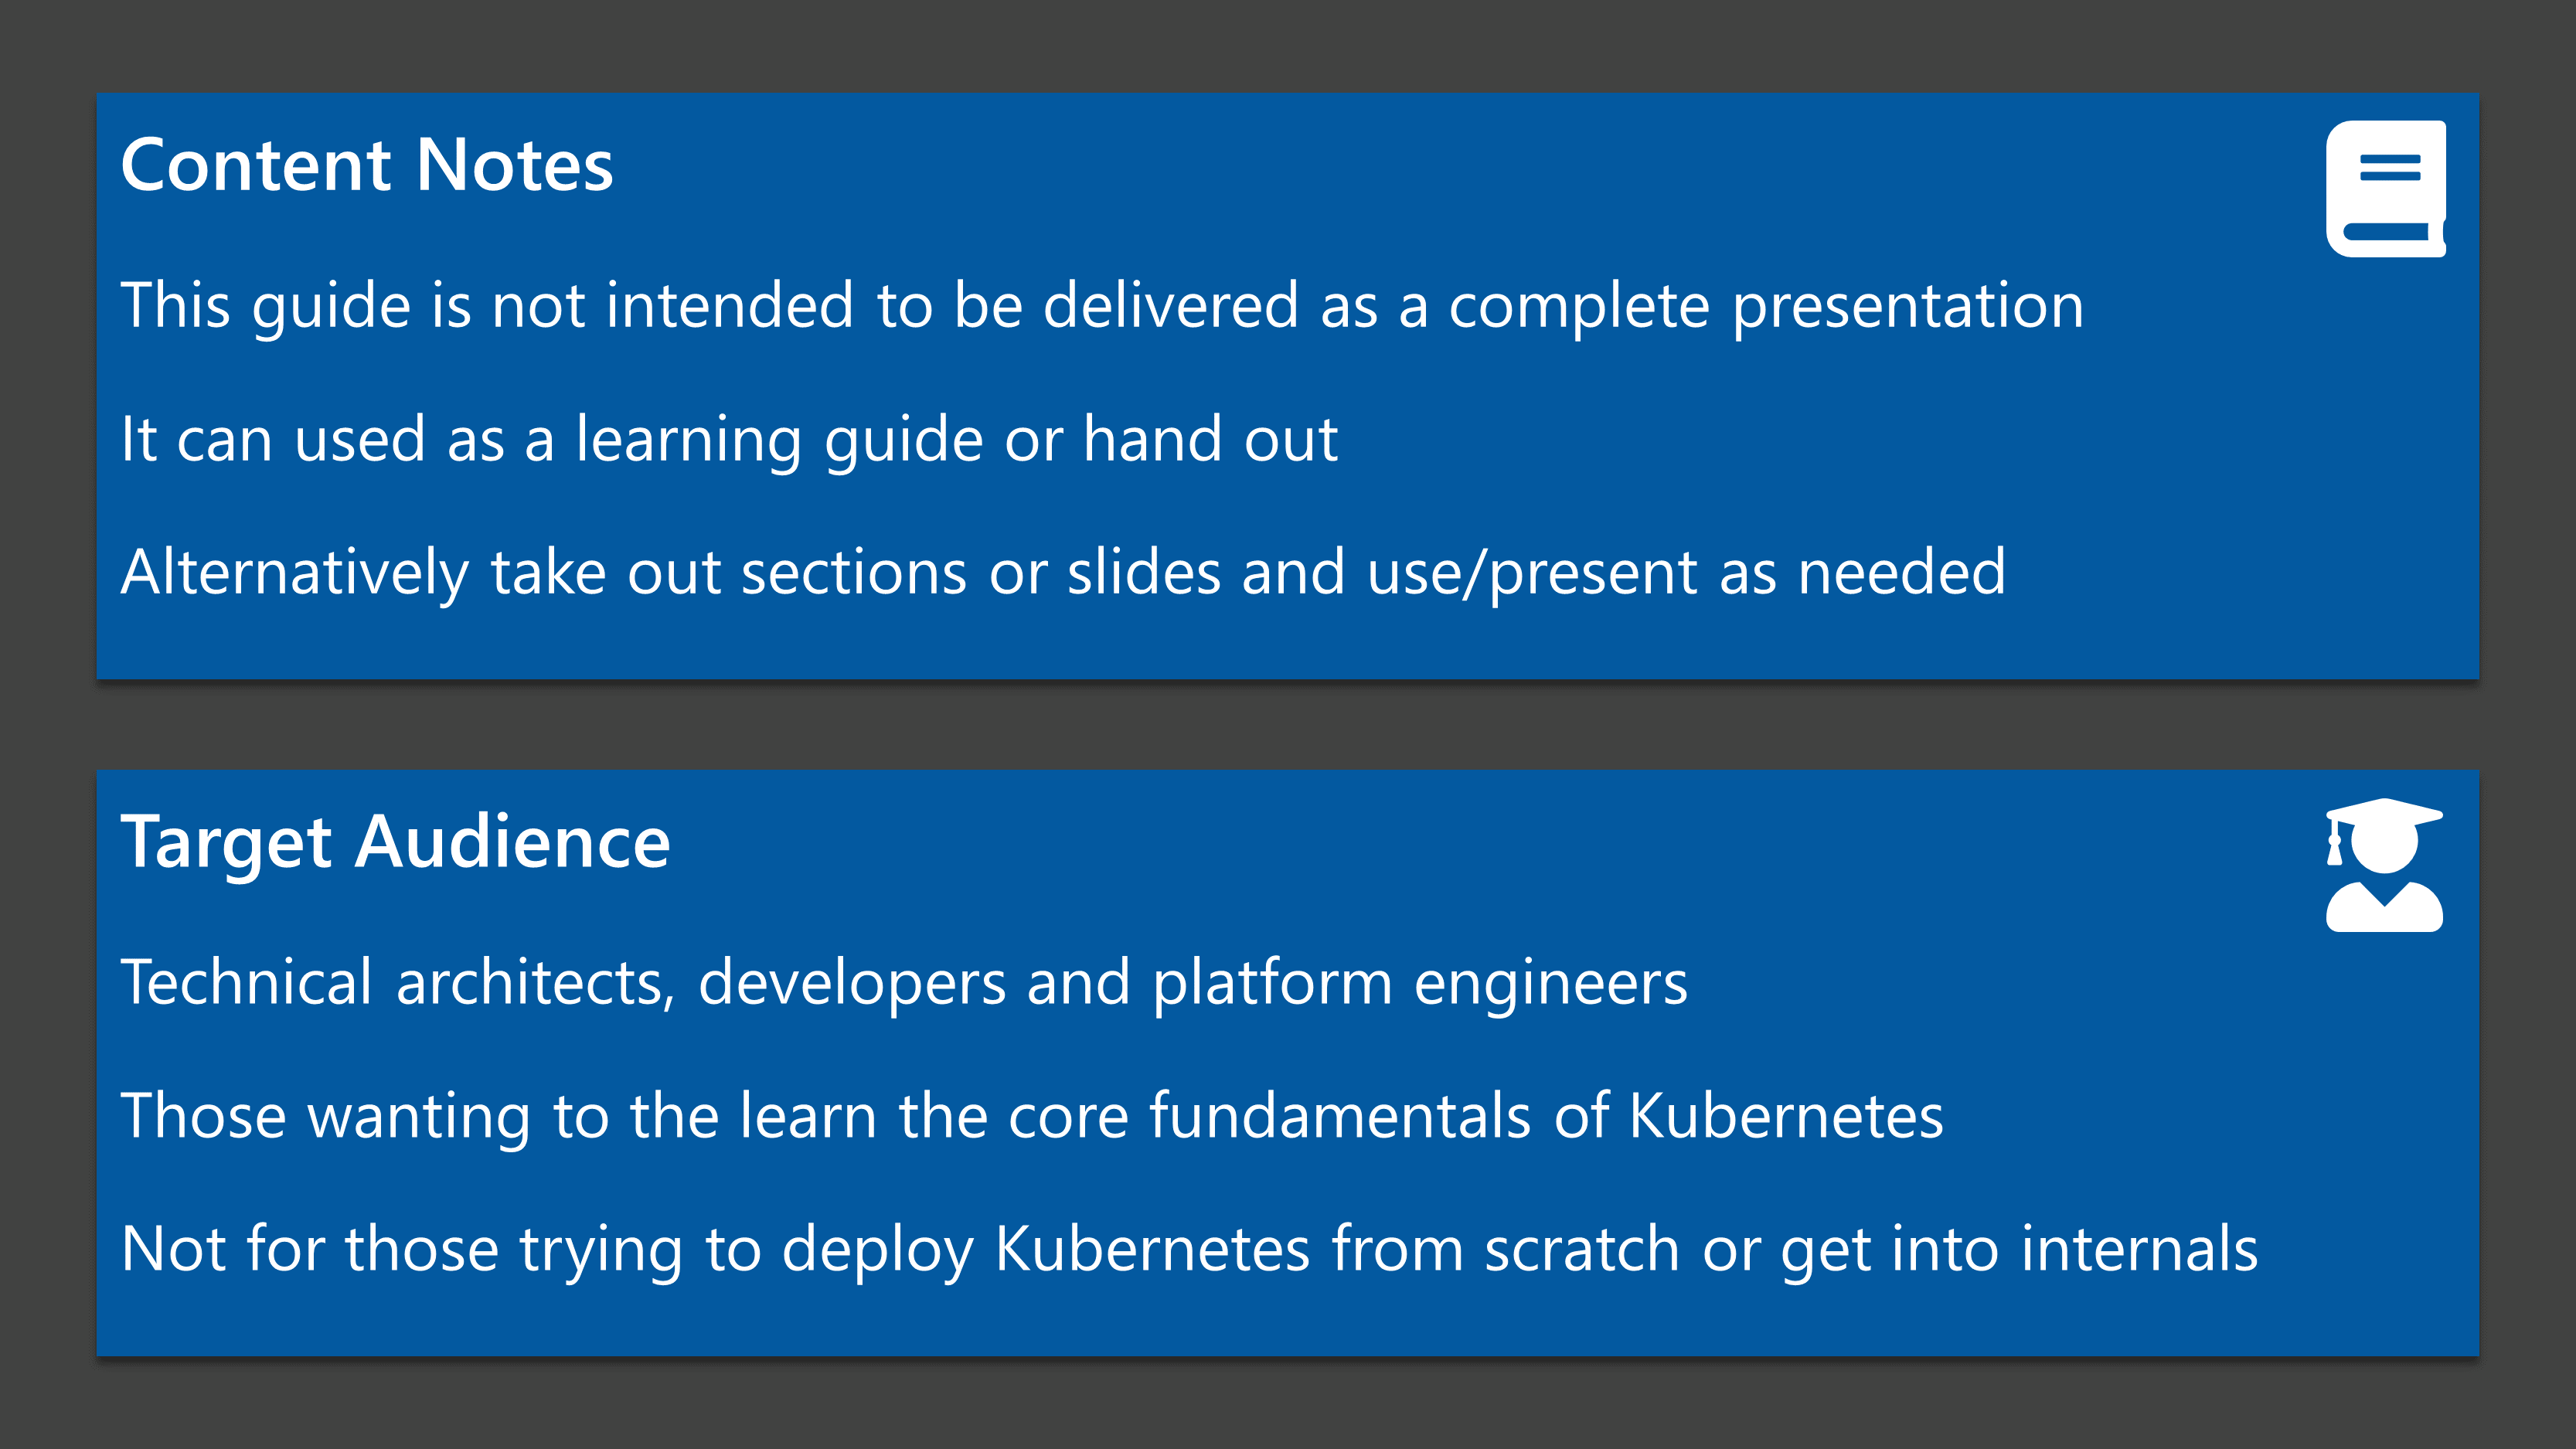 Content Notes
This guide is not intended to be delivered as a complete presentation
It can used as a learning guide or hand out
Alternatively take out sections or slides and use/present as needed
Target Audience
Technical architects, developers and platform engineers
Those wanting to the learn the core fundamentals of Kubernetes
Not for those trying to deploy Kubernetes from scratch or get into internals